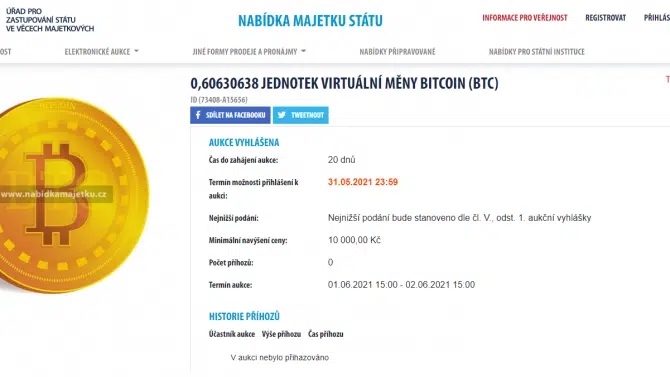 ÚŘAD PRO
ZASTUPOVÁNÍ STÁTU
VE VĚCECH MAJETKOVÝCH
NABÍDKA MAJETKU STÁTU
INFORMACE PRO VEŘEJNOST REGISTROVAT PŘIHLÁS
OST ELEKTRONICKÉ AUKCE JINÉ FORMY PRODEJE A PRONÁJMY NABÍDKY PŘIPRAVOVANÉ NABÍDKY PRO STÁTNÍ INSTITUCE
0,60630638 JEDNOTEK VIRTUÁLNÍ MĚNY BITCOIN (BTC)
T
ID (73408-A15656)
SDÍLET NA FACEBOOKU TWEETNOUT
BITCOIN
www.nabidkamajetku.cz
AUKCE VYHLÁŠENA
Čas do zahájení aukce: 20 dnů
Termín možnosti přihlášení k
aukci: 31.05.2021 23:59
Nejnižší podání: Nejnižší podání bude stanoveno dle čl. V., odst. 1. aukční vyhlášky
Minimální navýšení ceny: 10 000,00 Kč
Počet příhozů: 0
Termín aukce: 01.06.2021 15:00 - 02.06.2021 15:00
HISTORIE PŘÍHOZŮ
Účastník aukce Výše příhozu Čas příhozu
V aukci nebylo přihazováno